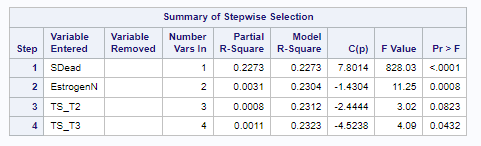 Summary of Stepwise Selection
Step Variable Entered Variable Removed Number Vars In Partial R-Square Model R-Square C(p) F Value Pr > F
1 SDead 1 0.2273 0.2273 7.8014 828.03 <.0001
2 EstrogenN 2 0.0031 0.2304 -1.4304 11.25 0.0008
3 TS_T2 3 0.0008 0.2312 -2.4444 3.02 0.0823
4 TS_T3 4 0.0011 0.2323 -4.5238 4.09 0.0432